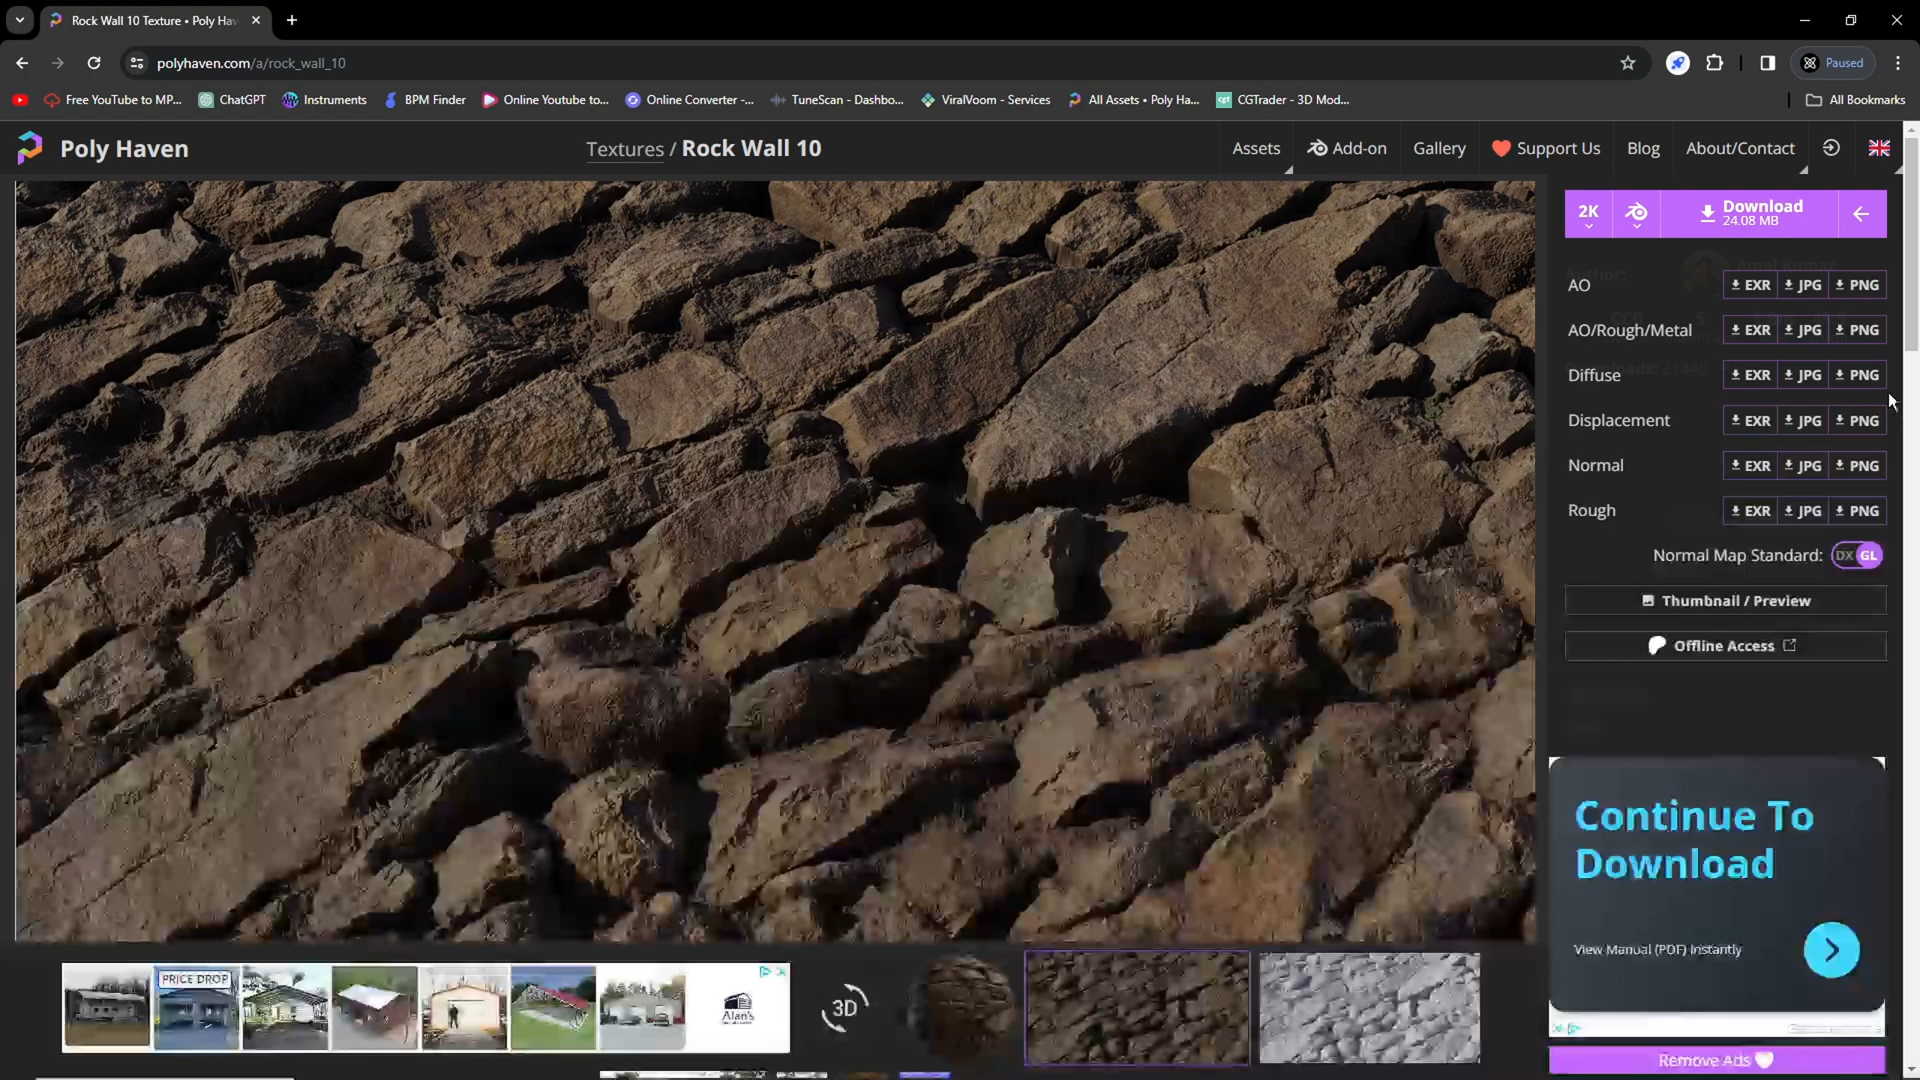 Rock Wall 10 Texture • Poly Hav
polyhaven.com/a/rock_wall_10
Paused
Free YouTube to MP...
ChatGPT
Instruments
BPM Finder
Online Youtube to...
Online Converter -...
TuneScan - Dashbo...
ViralVoom - Services
All Assets • Poly Ha...
CGTrader - 3D Mod...
All Bookmarks
Poly Haven
Textures / Rock Wall 10
Assets
Add-on
Gallery
Support Us
Blog
About/Contact
2K
Download
24.08 MB
AO EXR JPG PNG
AO/Rough/Metal EXR JPG PNG
Diffuse EXR JPG PNG
Displacement EXR JPG PNG
Normal EXR JPG PNG
Rough EXR JPG PNG
Normal Map Standard: DX GL
Thumbnail / Preview
Offline Access
Continue To
Download
View Manual (PDF) Instantly
PRICE DROP
Alan's
3D
Remove Ads